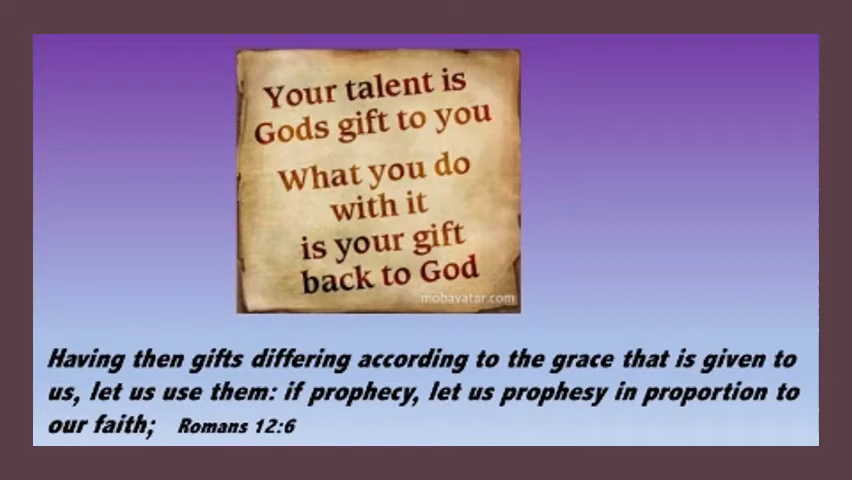 Your talent is
Gods gift to you
What you do
with it
is your gift
back to God
mobavatar.com
Having then gifts differing according to the grace that is given to
us, let us use them: if prophecy, let us prophesy in proportion to
our faith; Romans 12:6